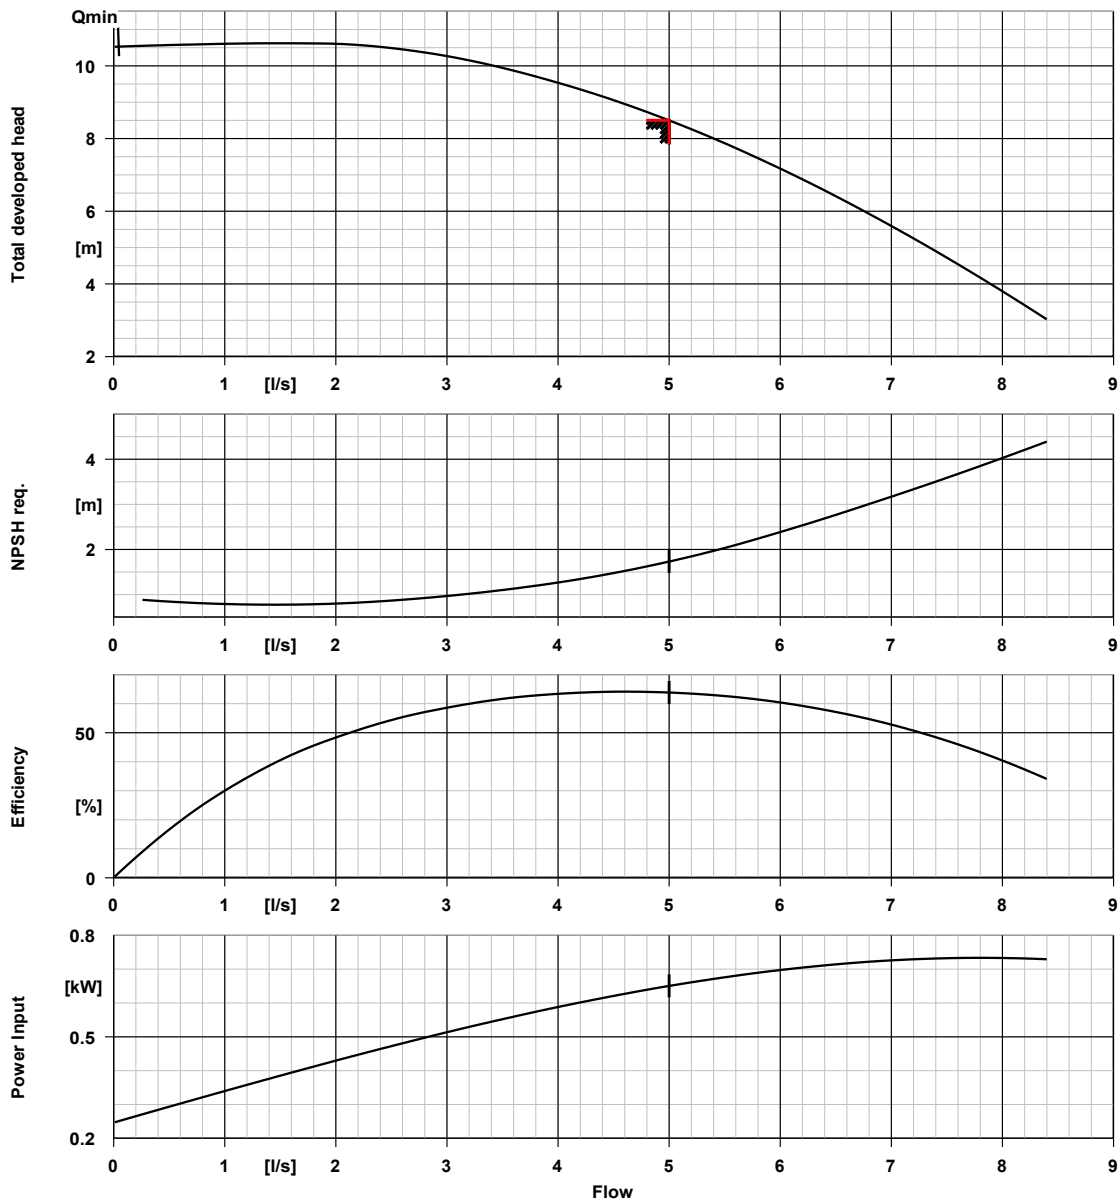 Qmin
10
8
6
[m]
4
2
Total developed head
0 1 [l/s] 2 3 4 5 6 7 8 9
4
[m]
2
NPSH req.
0 1 [l/s] 2 3 4 5 6 7 8 9
50
[%]
0
Efficiency
0 1 [l/s] 2 3 4 5 6 7 8 9
0.8
[kW]
0.5
0.2
Power Input
0 1 [l/s] 2 3 4 5 6 7 8 9
Flow